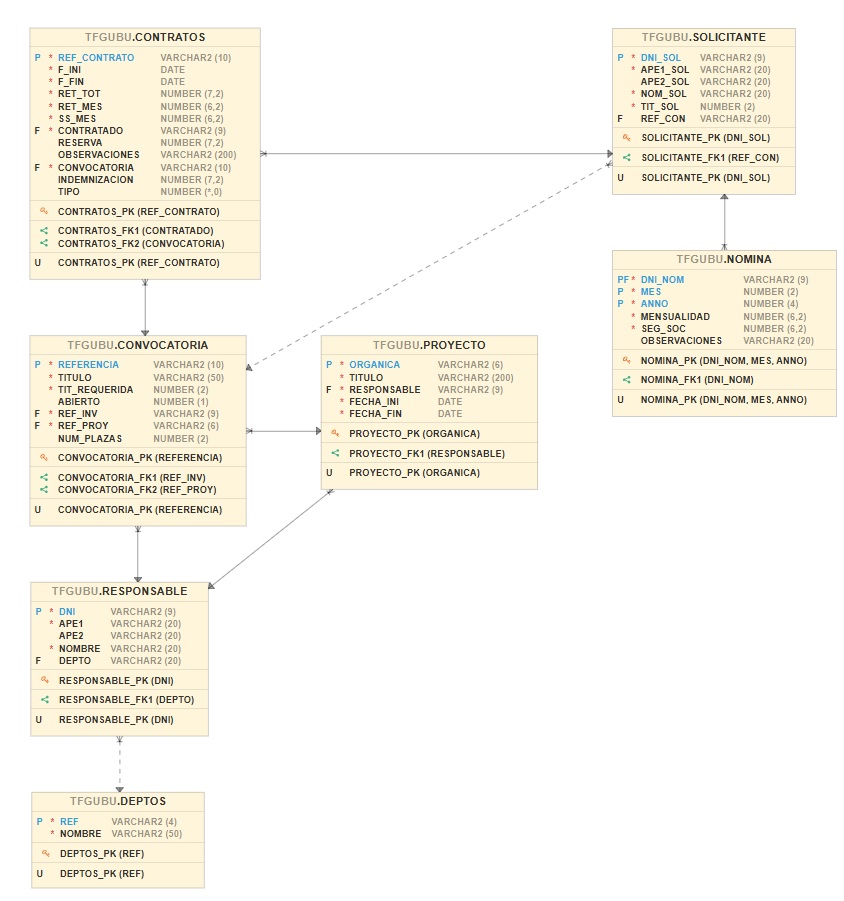 TFGUBU.CONTRATOS
P * REF_CONTRATO VARCHAR2 (10)
* F_INI DATE
* F_FIN DATE
* RET_TOT NUMBER (7,2)
* RET_MES NUMBER (6,2)
* SS_MES NUMBER (6,2)
F * CONTRATADO VARCHAR2 (9)
RESERVA NUMBER (7,2)
OBSERVACIONES VARCHAR2 (200)
F * CONVOCATORIA VARCHAR2 (10)
INDEMNIZACION NUMBER (7,2)
TIPO NUMBER (*,0)
CONTRATOS_PK (REF_CONTRATO)
CONTRATOS_FK1 (CONTRATADO)
CONTRATOS_FK2 (CONVOCATORIA)
U CONTRATOS_PK (REF_CONTRATO)
TFGUBU.SOLICITANTE
P * DNI_SOL VARCHAR2 (9)
* APE1_SOL VARCHAR2 (20)
APE2_SOL VARCHAR2 (20)
* NOM_SOL VARCHAR2 (20)
* TIT_SOL NUMBER (2)
F REF_CON VARCHAR2 (20)
SOLICITANTE_PK (DNI_SOL)
SOLICITANTE_FK1 (REF_CON)
U SOLICITANTE_PK (DNI_SOL)
TFGUBU.NOMINA
PF * DNI_NOM VARCHAR2 (9)
P * MES NUMBER (2)
P * ANNO NUMBER (4)
* MENSUALIDAD NUMBER (6,2)
* SEG_SOC NUMBER (6,2)
OBSERVACIONES VARCHAR2 (20)
NOMINA_PK (DNI_NOM, MES, ANNO)
NOMINA_FK1 (DNI_NOM)
U NOMINA_PK (DNI_NOM, MES, ANNO)
TFGUBU.CONVOCATORIA
P * REFERENCIA VARCHAR2 (10)
* TITULO VARCHAR2 (50)
* TIT_REQUERIDA NUMBER (2)
ABIERTO NUMBER (1)
F * REF_INV VARCHAR2 (9)
F * REF_PROY VARCHAR2 (6)
NUM_PLAZAS NUMBER (2)
CONVOCATORIA_PK (REFERENCIA)
CONVOCATORIA_FK1 (REF_INV)
CONVOCATORIA_FK2 (REF_PROY)
U CONVOCATORIA_PK (REFERENCIA)
TFGUBU.PROYECTO
P * ORGANICA VARCHAR2 (6)
* TITULO VARCHAR2 (200)
F * RESPONSABLE VARCHAR2 (9)
* FECHA_INI DATE
* FECHA_FIN DATE
PROYECTO_PK (ORGANICA)
PROYECTO_FK1 (RESPONSABLE)
U PROYECTO_PK (ORGANICA)
TFGUBU.RESPONSABLE
P * DNI VARCHAR2 (9)
* APE1 VARCHAR2 (20)
APE2 VARCHAR2 (20)
* NOMBRE VARCHAR2 (20)
F DEPTO VARCHAR2 (20)
RESPONSABLE_PK (DNI)
RESPONSABLE_FK1 (DEPTO)
U RESPONSABLE_PK (DNI)
TFGUBU.DEPTOS
P * REF VARCHAR2 (4)
* NOMBRE VARCHAR2 (50)
DEPTOS_PK (REF)
U DEPTOS_PK (REF)